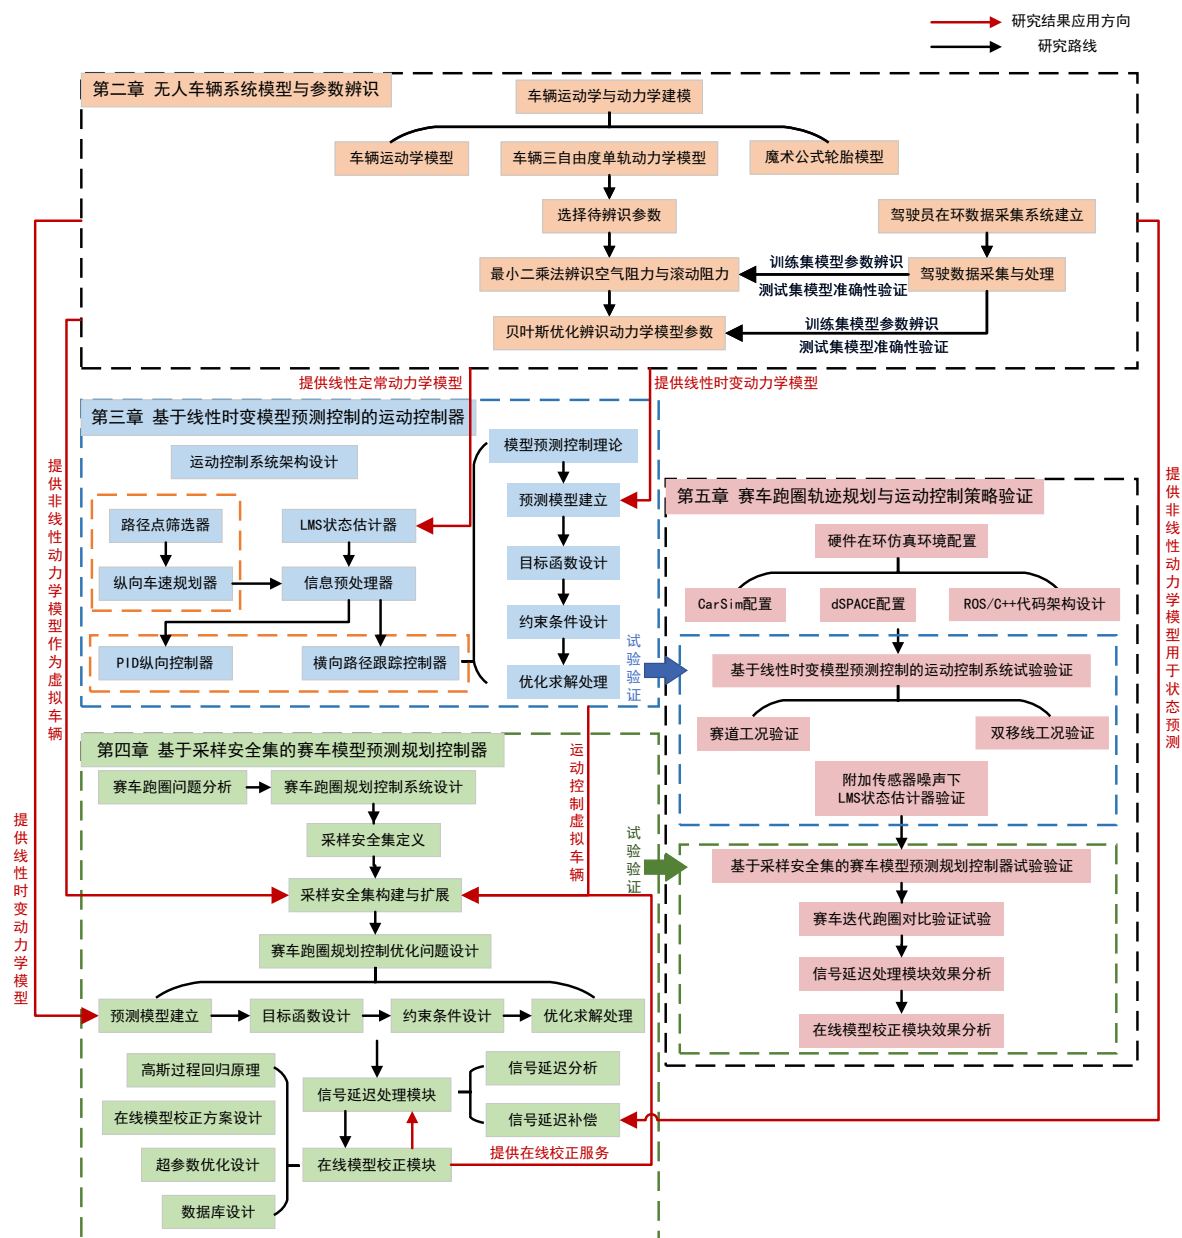 研究结果应用方向
研究路线
第二章 无人车辆系统模型与参数辨识
车辆运动学与动力学建模
车辆运动学模型
车辆三自由度单轨动力学模型
魔术公式轮胎模型
选择待辨识参数
驾驶员在环数据采集系统建立
最小二乘法辨识空气阻力与滚动阻力
训练集模型参数辨识
测试集模型准确性验证
驾驶数据采集与处理
贝叶斯优化辨识动力学模型参数
训练集模型参数辨识
测试集模型准确性验证
提供线性定常动力学模型
提供线性时变动力学模型
第三章 基于线性时变模型预测控制的运动控制器
运动控制系统架构设计
模型预测控制理论
预测模型建立
目标函数设计
约束条件设计
优化求解处理
路径点筛选器
LMS状态估计器
纵向车速规划器
信息预处理器
PID纵向控制器
横向路径跟踪控制器
提供非线性动力学模型作为虚拟车辆
提供线性时变动力学模型
提供非线性动力学模型用于状态预测
试验验证
运动控制虚拟车辆
试验验证
第五章 赛车跑圈轨迹规划与运动控制策略验证
硬件在环仿真环境配置
CarSim配置
dSPACE配置
ROS/C++代码架构设计
基于线性时变模型预测控制的运动控制系统试验验证
赛道工况验证
双移线工况验证
附加传感器噪声下
LMS状态估计器验证
基于采样安全集的赛车模型预测规划控制器试验验证
赛车迭代跑圈对比验证试验
信号延迟处理模块效果分析
在线模型校正模块效果分析
第四章 基于采样安全集的赛车模型预测规划控制器
赛车跑圈问题分析
赛车跑圈规划控制系统设计
采样安全集定义
采样安全集构建与扩展
赛车跑圈规划控制优化问题设计
预测模型建立
目标函数设计
约束条件设计
优化求解处理
高斯过程回归原理
在线模型校正方案设计
超参数优化设计
数据库设计
信号延迟处理模块
信号延迟分析
信号延迟补偿
在线模型校正模块
提供在线校正服务